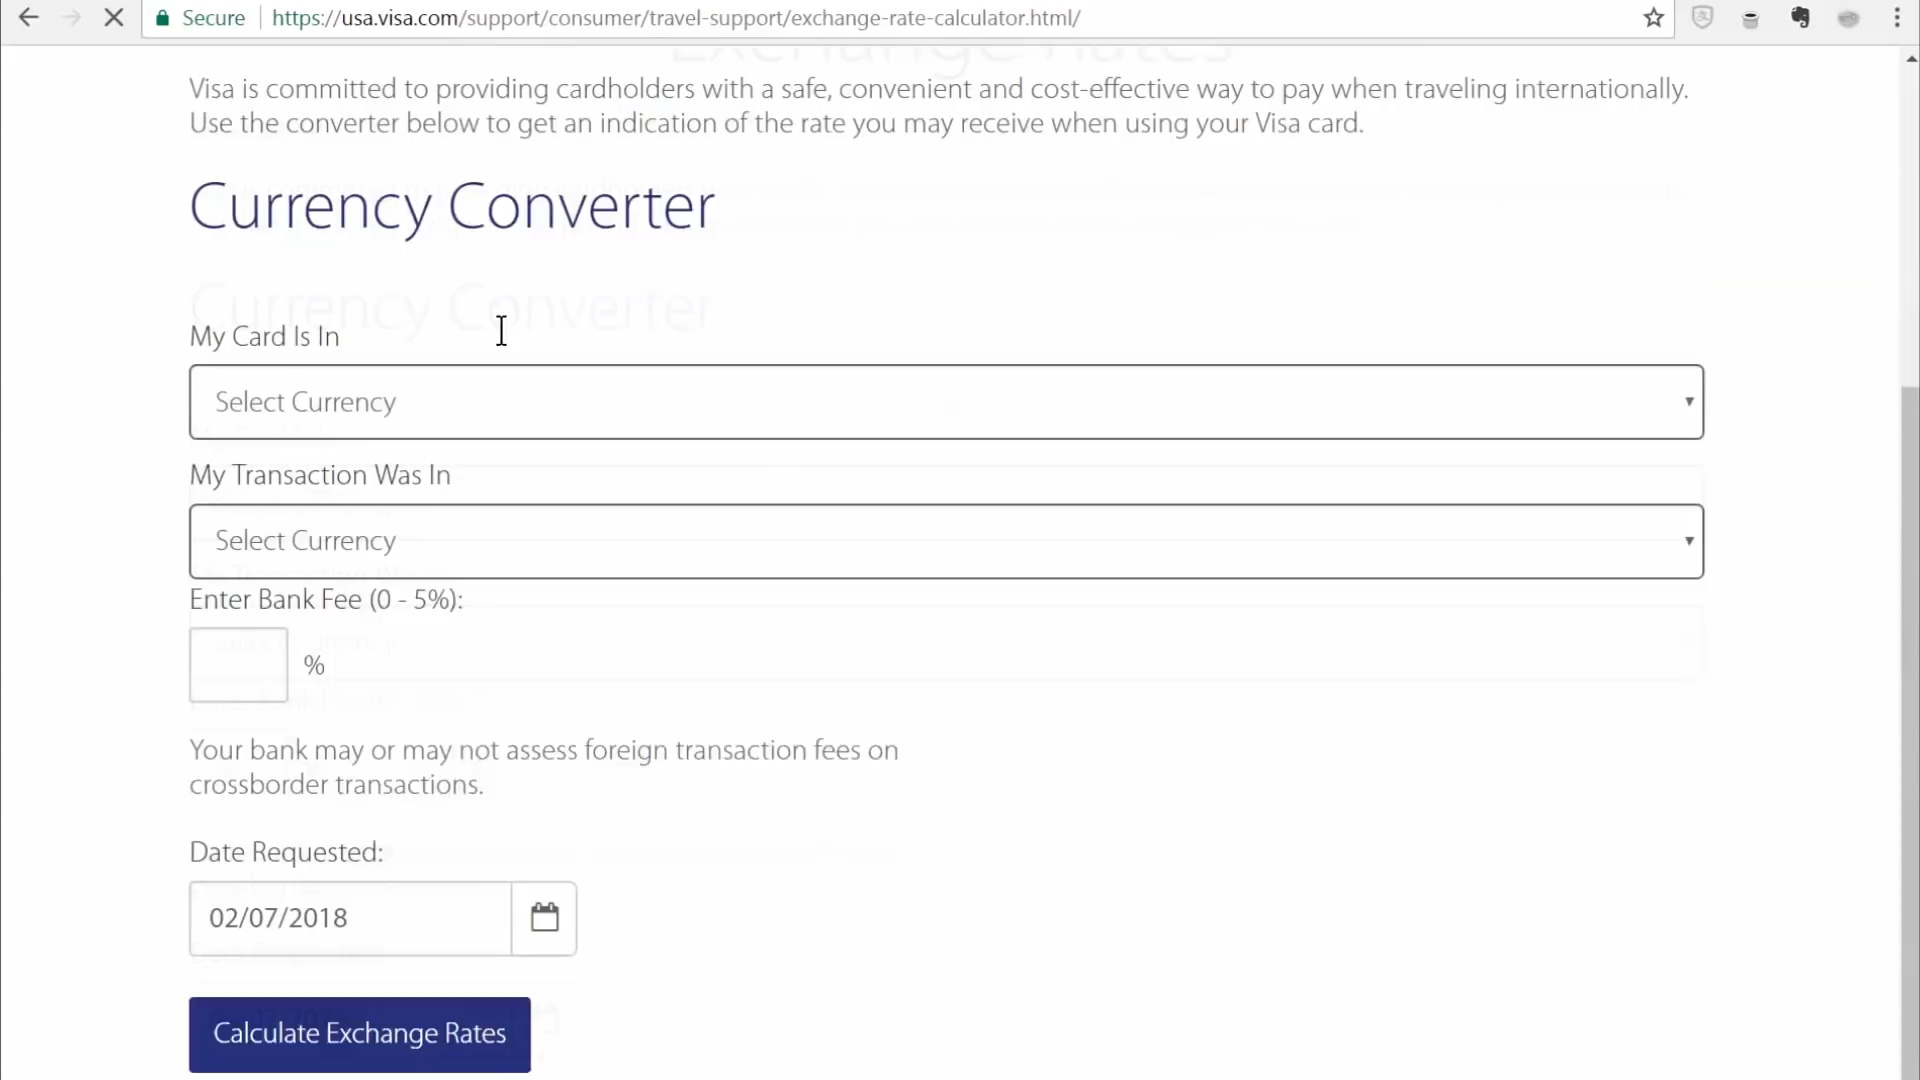 Secure https://usa.visa.com/support/consumer/travel-support/exchange-rate-calculator.html/
Exchange Rates
Visa is committed to providing cardholders with a safe, convenient and cost-effective way to pay when traveling internationally.
Use the converter below to get an indication of the rate you may receive when using your Visa card.
Currency Converter
Currency Converter
My Card Is In
Select Currency
My Transaction Was In
Select Currency
Enter Bank Fee (0 - 5%):
%
Your bank may or may not assess foreign transaction fees on
crossborder transactions.
Date Requested:
02/07/2018
Calculate Exchange Rates